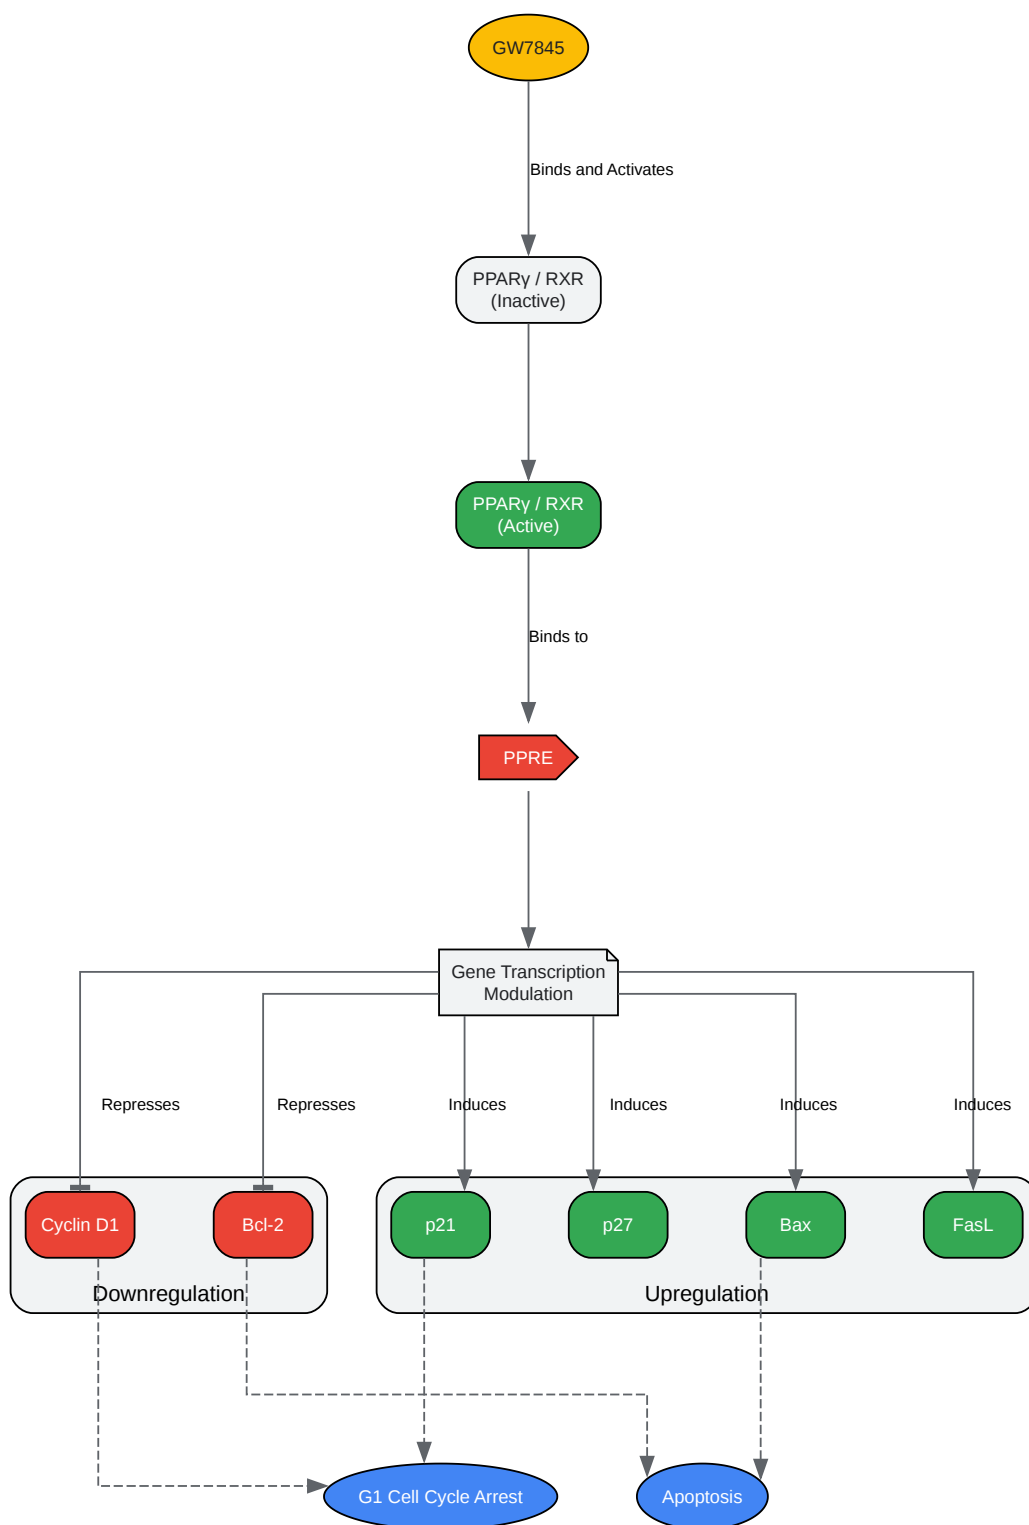 GW7845
Binds and Activates
PPARγ / RXR
(Inactive)
PPARγ / RXR
(Active)
Binds to
PPRE
Gene Transcription
Modulation
Represses
Represses
Induces
Induces
Induces
Induces
Cyclin D1
Bcl-2
p21
p27
Bax
FasL
Downregulation
Upregulation
G1 Cell Cycle Arrest
Apoptosis